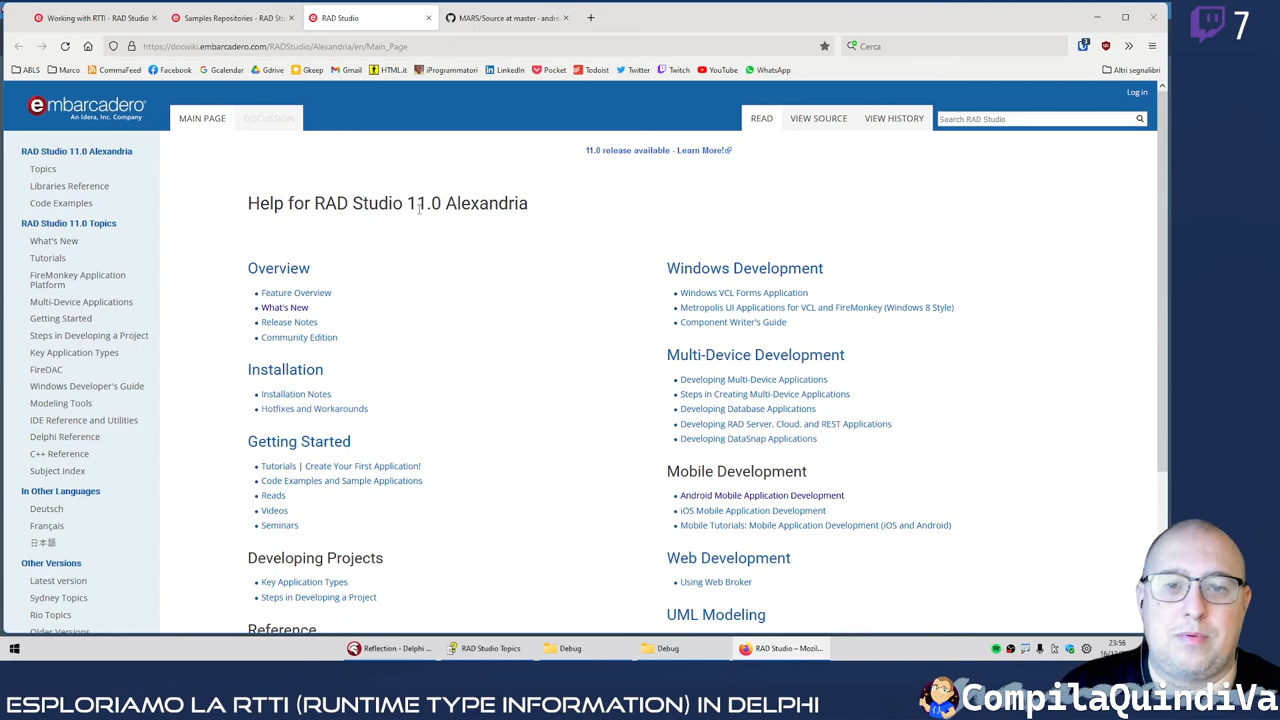 Working with RTTI - RAD Studio
Samples Repositories - RAD Stu
RAD Studio
MARS/Source at master · andre
7
https://docwiki.embarcadero.com/RADStudio/Alexandria/en/Main_Page
Cerca
ABLS
Marco
CommaFeed
Facebook
Gcalendar
Gdrive
Gkeep
Gmail
HTML.it
iProgrammatori
LinkedIn
Pocket
Todoist
Twitter
Twitch
YouTube
WhatsApp
Altri segnalibri
Log in
embarcadero
An Idera, Inc. Company
MAIN PAGE
DISCUSSION
READ
VIEW SOURCE
VIEW HISTORY
Search RAD Studio
11.0 release available - Learn More!
RAD Studio 11.0 Alexandria
Topics
Libraries Reference
Code Examples
RAD Studio 11.0 Topics
What's New
Tutorials
FireMonkey Application
Platform
Multi-Device Applications
Getting Started
Steps in Developing a Project
Key Application Types
FireDAC
Windows Developer's Guide
Modeling Tools
IDE Reference and Utilities
Delphi Reference
C++ Reference
Subject Index
In Other Languages
Deutsch
Français
日本語
Other Versions
Latest version
Sydney Topics
Rio Topics
Older Versions
Help for RAD Studio 11.0 Alexandria
Overview
Feature Overview
What's New
Release Notes
Community Edition
Installation
Installation Notes
Hotfixes and Workarounds
Getting Started
Tutorials | Create Your First Application!
Code Examples and Sample Applications
Reads
Videos
Seminars
Developing Projects
Key Application Types
Steps in Developing a Project
Reference
Windows Development
Windows VCL Forms Application
Metropolis UI Applications for VCL and FireMonkey (Windows 8 Style)
Component Writer's Guide
Multi-Device Development
Developing Multi-Device Applications
Steps in Creating Multi-Device Applications
Developing Database Applications
Developing RAD Server, Cloud, and REST Applications
Developing DataSnap Applications
Mobile Development
Android Mobile Application Development
iOS Mobile Application Development
Mobile Tutorials: Mobile Application Development (iOS and Android)
Web Development
Using Web Broker
UML Modeling
Reflection - Delphi ...
RAD Studio Topics
Debug
Debug
RAD Studio – Mozil...
23:56
ESPLORIAMO LA RTTI (RUNTIME TYPE INFORMATION) IN DELPHI
CompilaQuindiVa